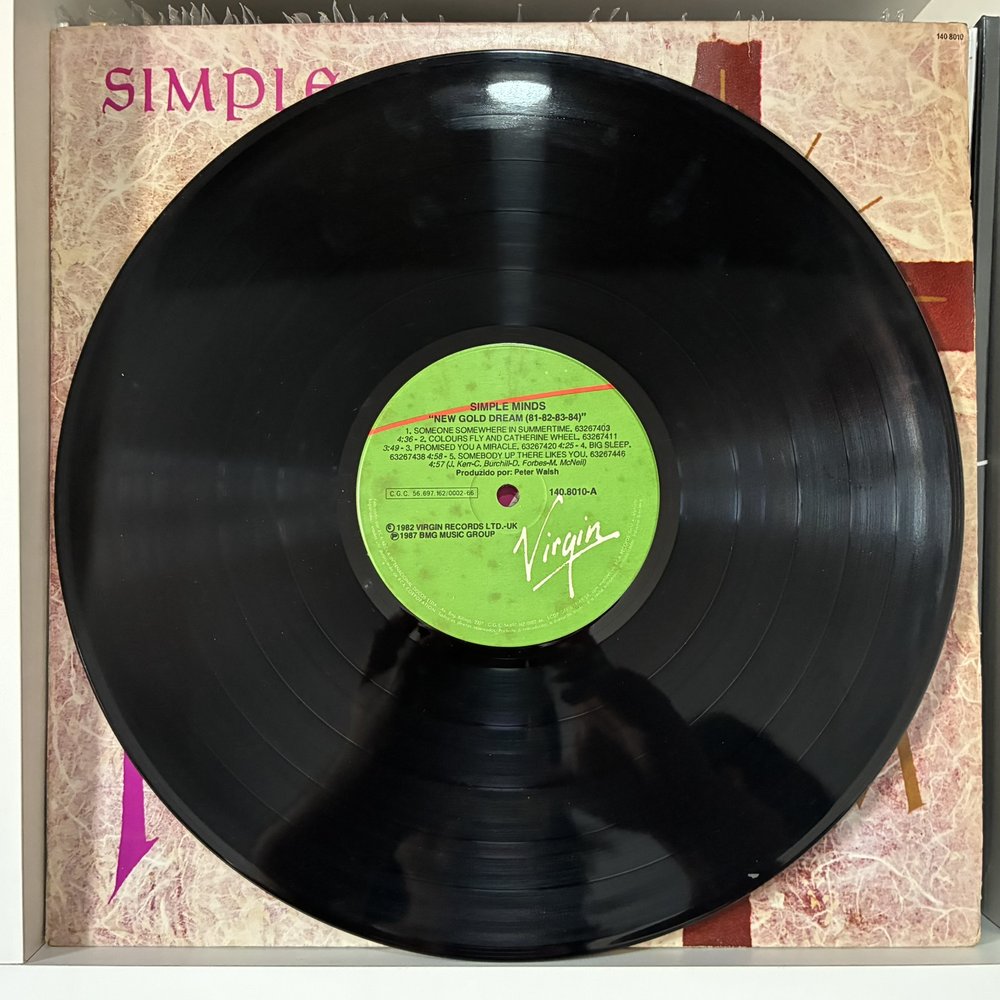 140 8010
SIMPLE
SIMPLE MINDS
"NEW GOLD DREAM (81-82-83-84)"
1. SOMEONE SOMEWHERE IN SUMMERTIME, 63267403
4:36 - 2. COLOURS FLY AND CATHERINE WHEEL, 63267411
3:49 - 3. PROMISED YOU A MIRACLE, 63267420 4:25 - 4. BIG SLEEP,
63267438 4:58 - 5. SOMEBODY UP THERE LIKES YOU, 63267446
4:57 (J. Kerr-C. Burchill-D. Forbes-M. McNeil)
Produzido por: Peter Walsh
C.G.C. 56.697.162/0002-66
140.8010-A
© 1982 VIRGIN RECORDS LTD.-UK
℗ 1987 BMG MUSIC GROUP
Virgin